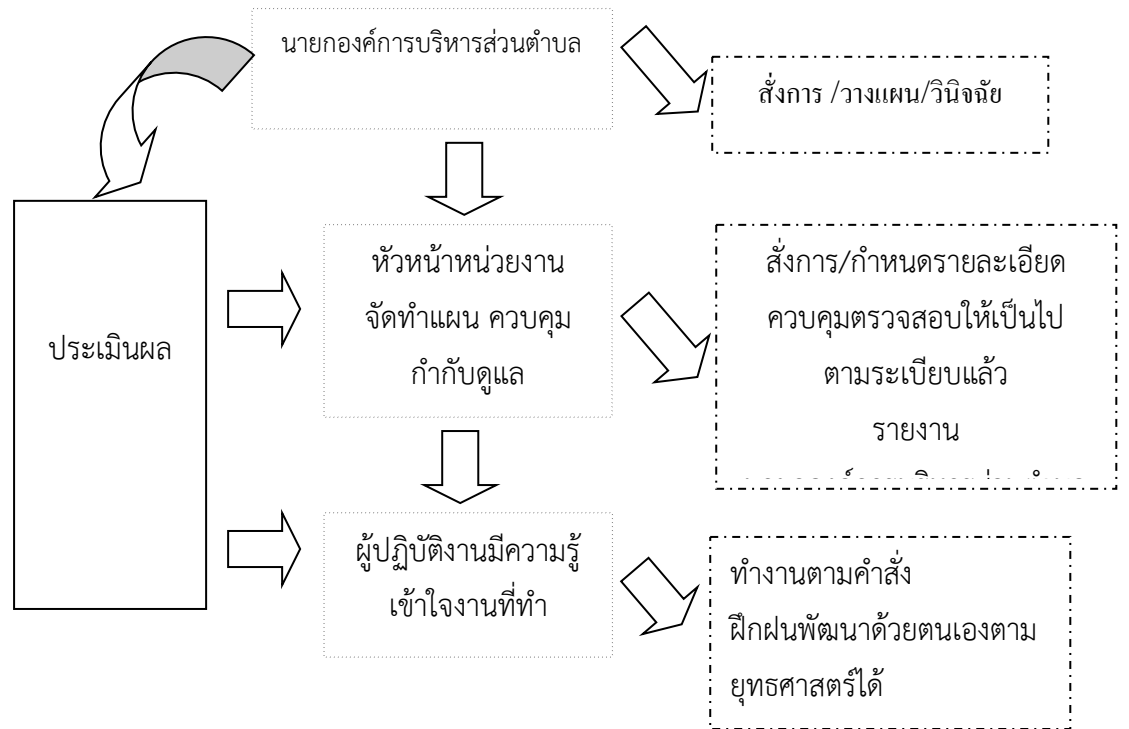 นายกองค์การบริหารส่วนตำบล
สั่งการ /วางแผน/วินิจฉัย
หัวหน้าหน่วยงาน
จัดทำแผน ควบคุม
กำกับดูแล
สั่งการ/กำหนดรายละเอียด
ควบคุมตรวจสอบให้เป็นไป
ตามระเบียบแล้ว
รายงาน
ประเมินผล
ผู้ปฏิบัติงานมีความรู้
เข้าใจงานที่ทำ
ทำงานตามคำสั่ง
ฝึกฝนพัฒนาด้วยตนเองตาม
ยุทธศาสตร์ได้